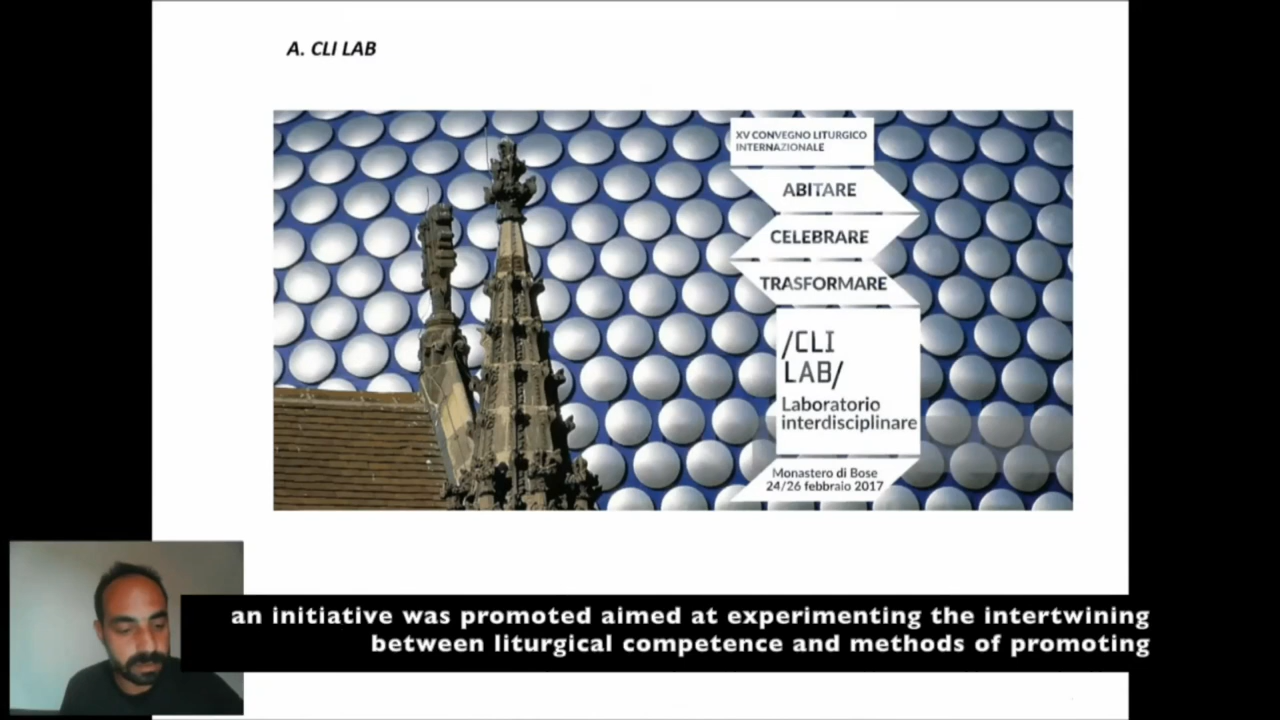 A. CLI LAB
XV CONVEGNO LITURGICO
INTERNAZIONALE
ABITARE
CELEBRARE
TRASFORMARE
/CLI
LAB/
Laboratorio
interdisciplinare
Monastero di Bose
24/26 febbraio 2017
an initiative was promoted aimed at experimenting the intertwining
between liturgical competence and methods of promoting